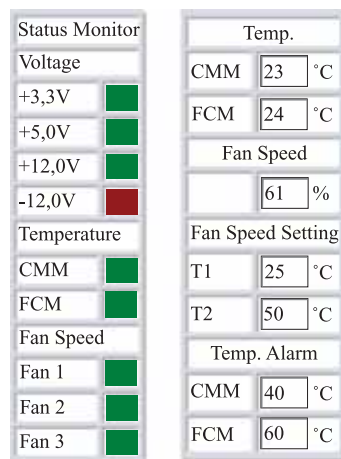 Status Monitor
Voltage
+3,3V
+5,0V
+12,0V
-12,0V
Temperature
CMM
FCM
Fan Speed
Fan 1
Fan 2
Fan 3
Temp.
CMM 23 °C
FCM 24 °C
Fan Speed
61 %
Fan Speed Setting
T1 25 °C
T2 50 °C
Temp. Alarm
CMM 40 °C
FCM 60 °C